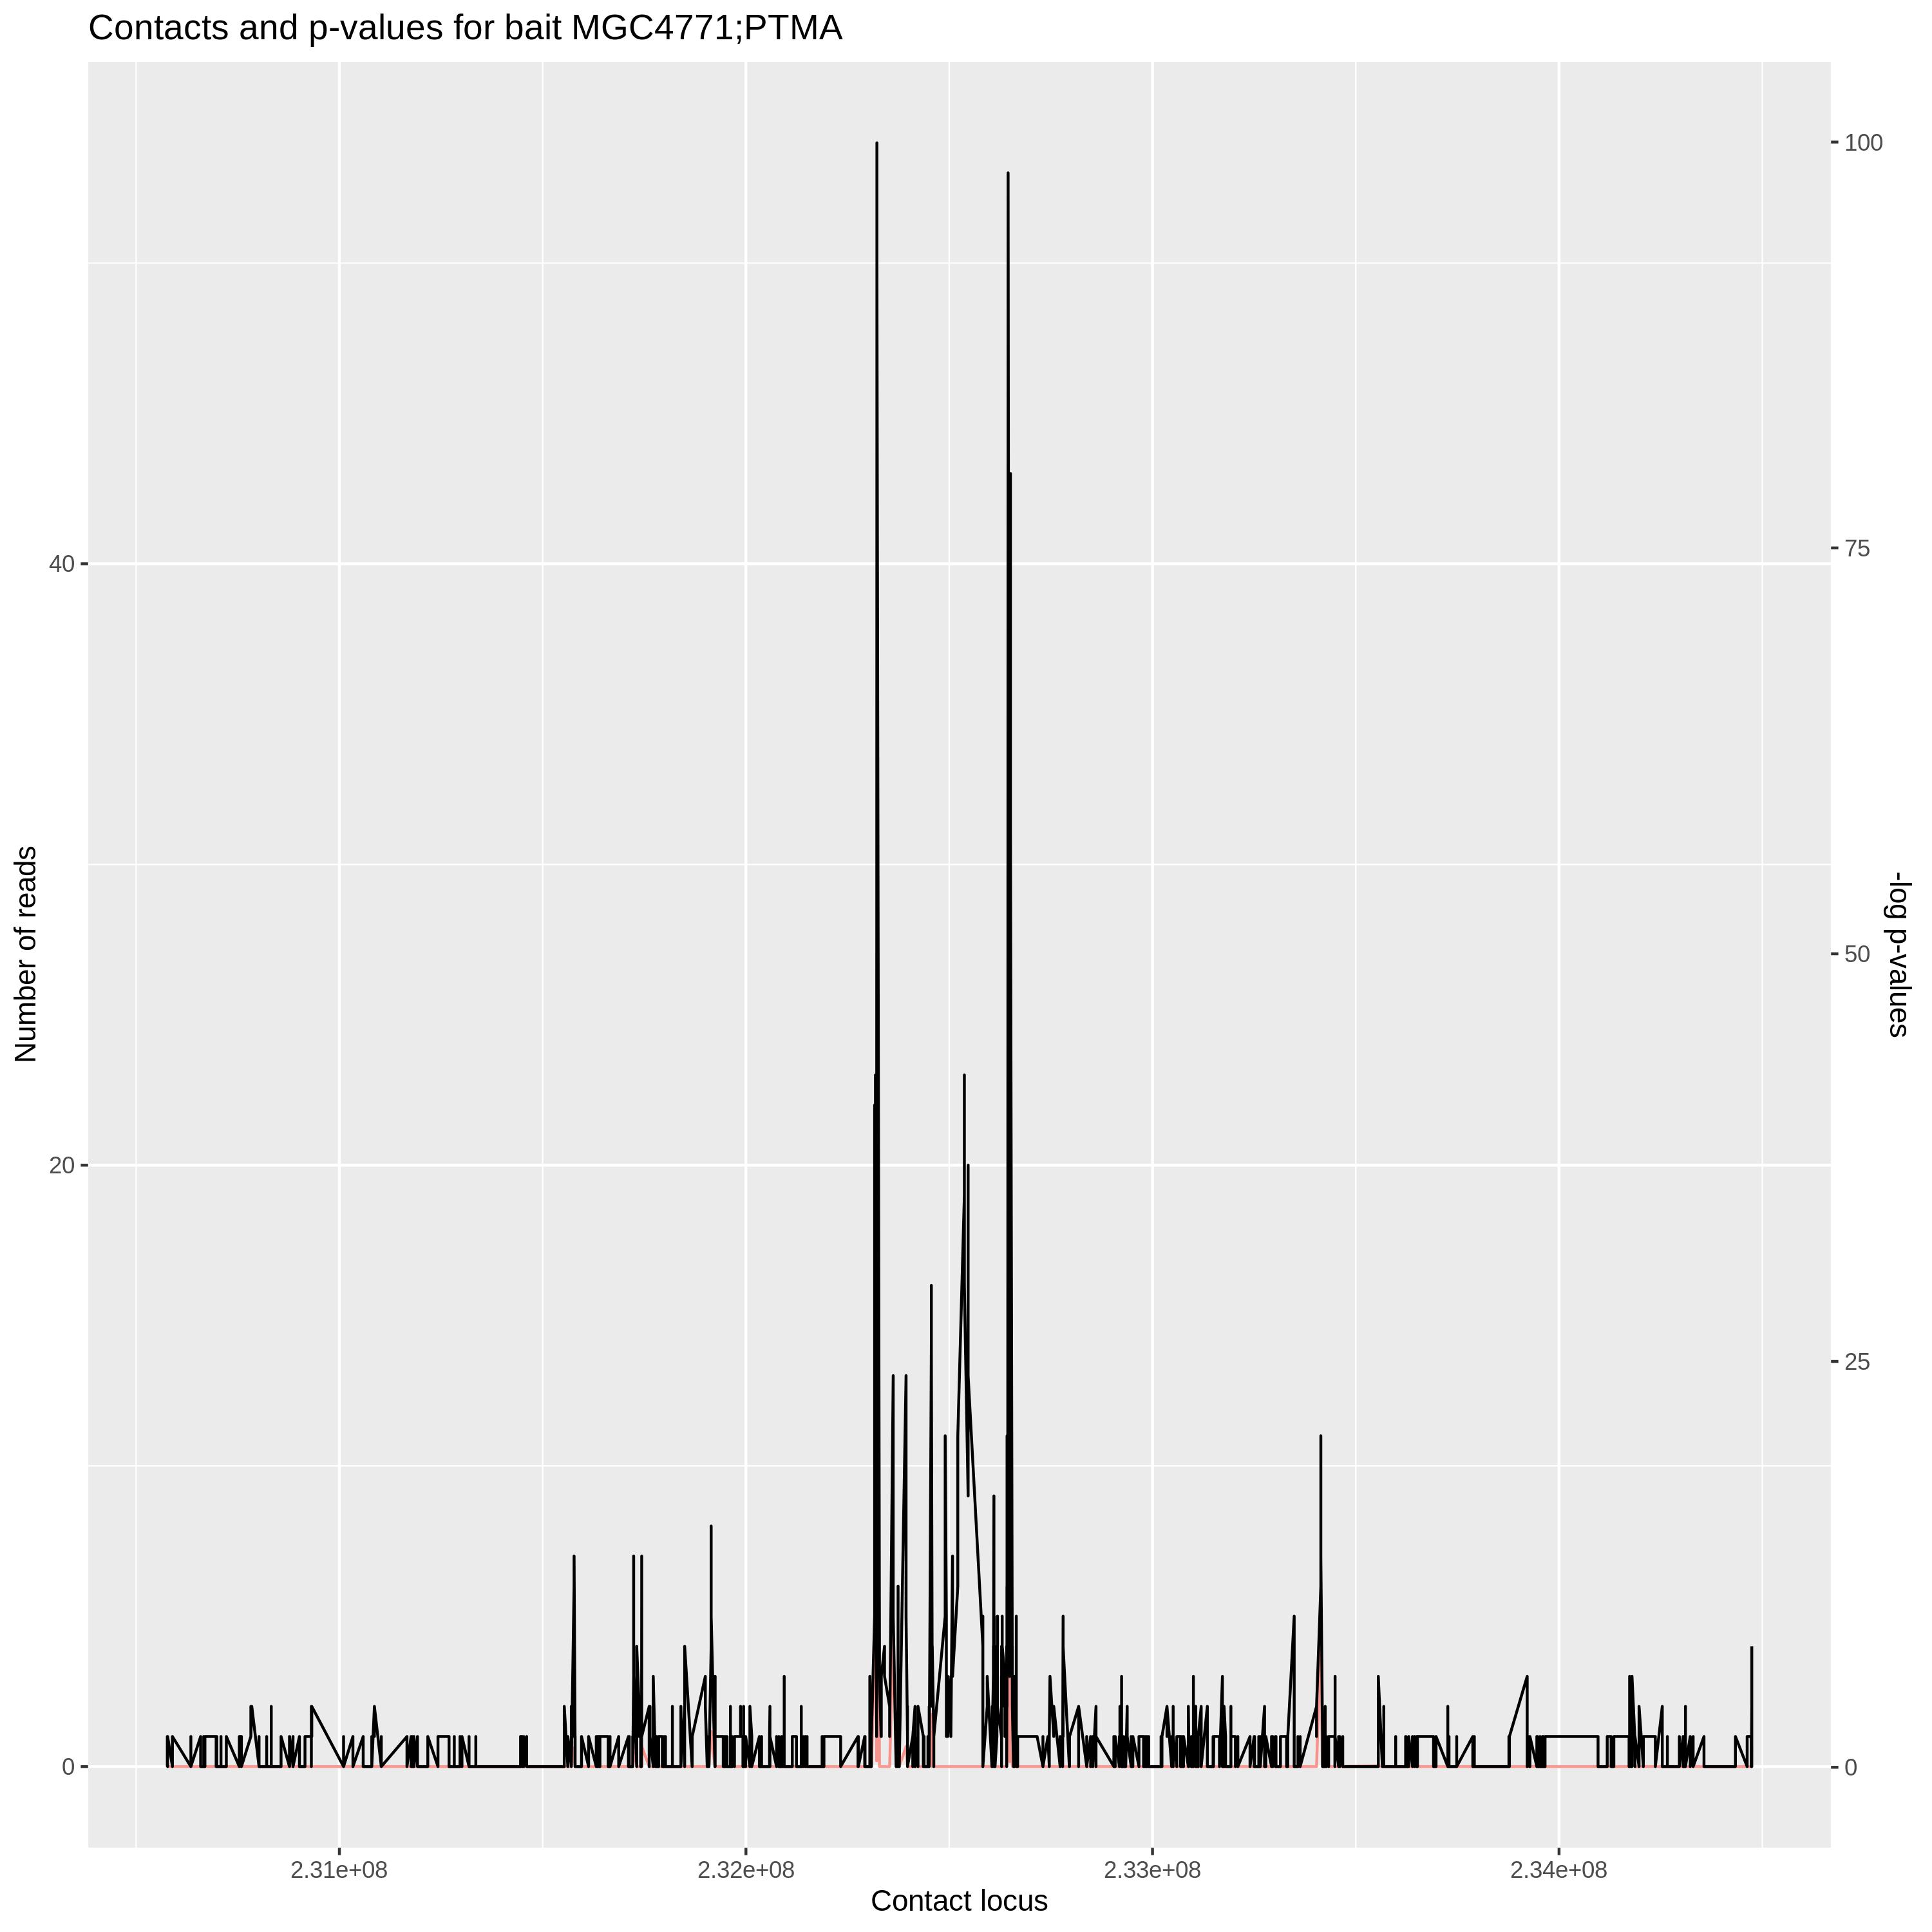 Contacts and p-values for bait MGC4771;PTMA
Number of reads
40
20
0
100
75
50
25
0
-log p-values
2.31e+08
2.32e+08
2.33e+08
2.34e+08
Contact locus